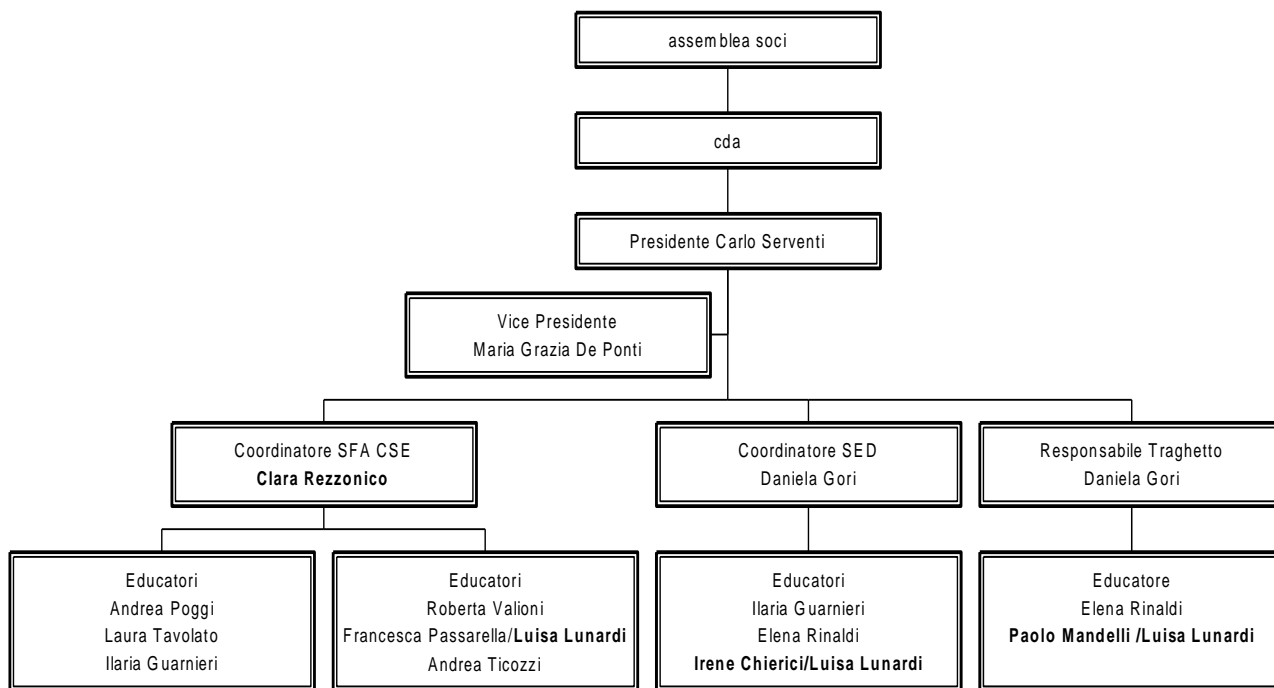 assemblea soci
cda
Presidente Carlo Serventi
Vice Presidente
Maria Grazia De Ponti
Coordinatore SFA CSE
Clara Rezzonico
Coordinatore SED
Daniela Gori
Responsabile Traghetto
Daniela Gori
Educatori
Andrea Poggi
Laura Tavolato
Ilaria Guarnieri
Educatori
Roberta Valioni
Francesca Passarella/Luisa Lunardi
Andrea Ticozzi
Educatori
Ilaria Guarnieri
Elena Rinaldi
Irene Chierici/Luisa Lunardi
Educatore
Elena Rinaldi
Paolo Mandelli /Luisa Lunardi